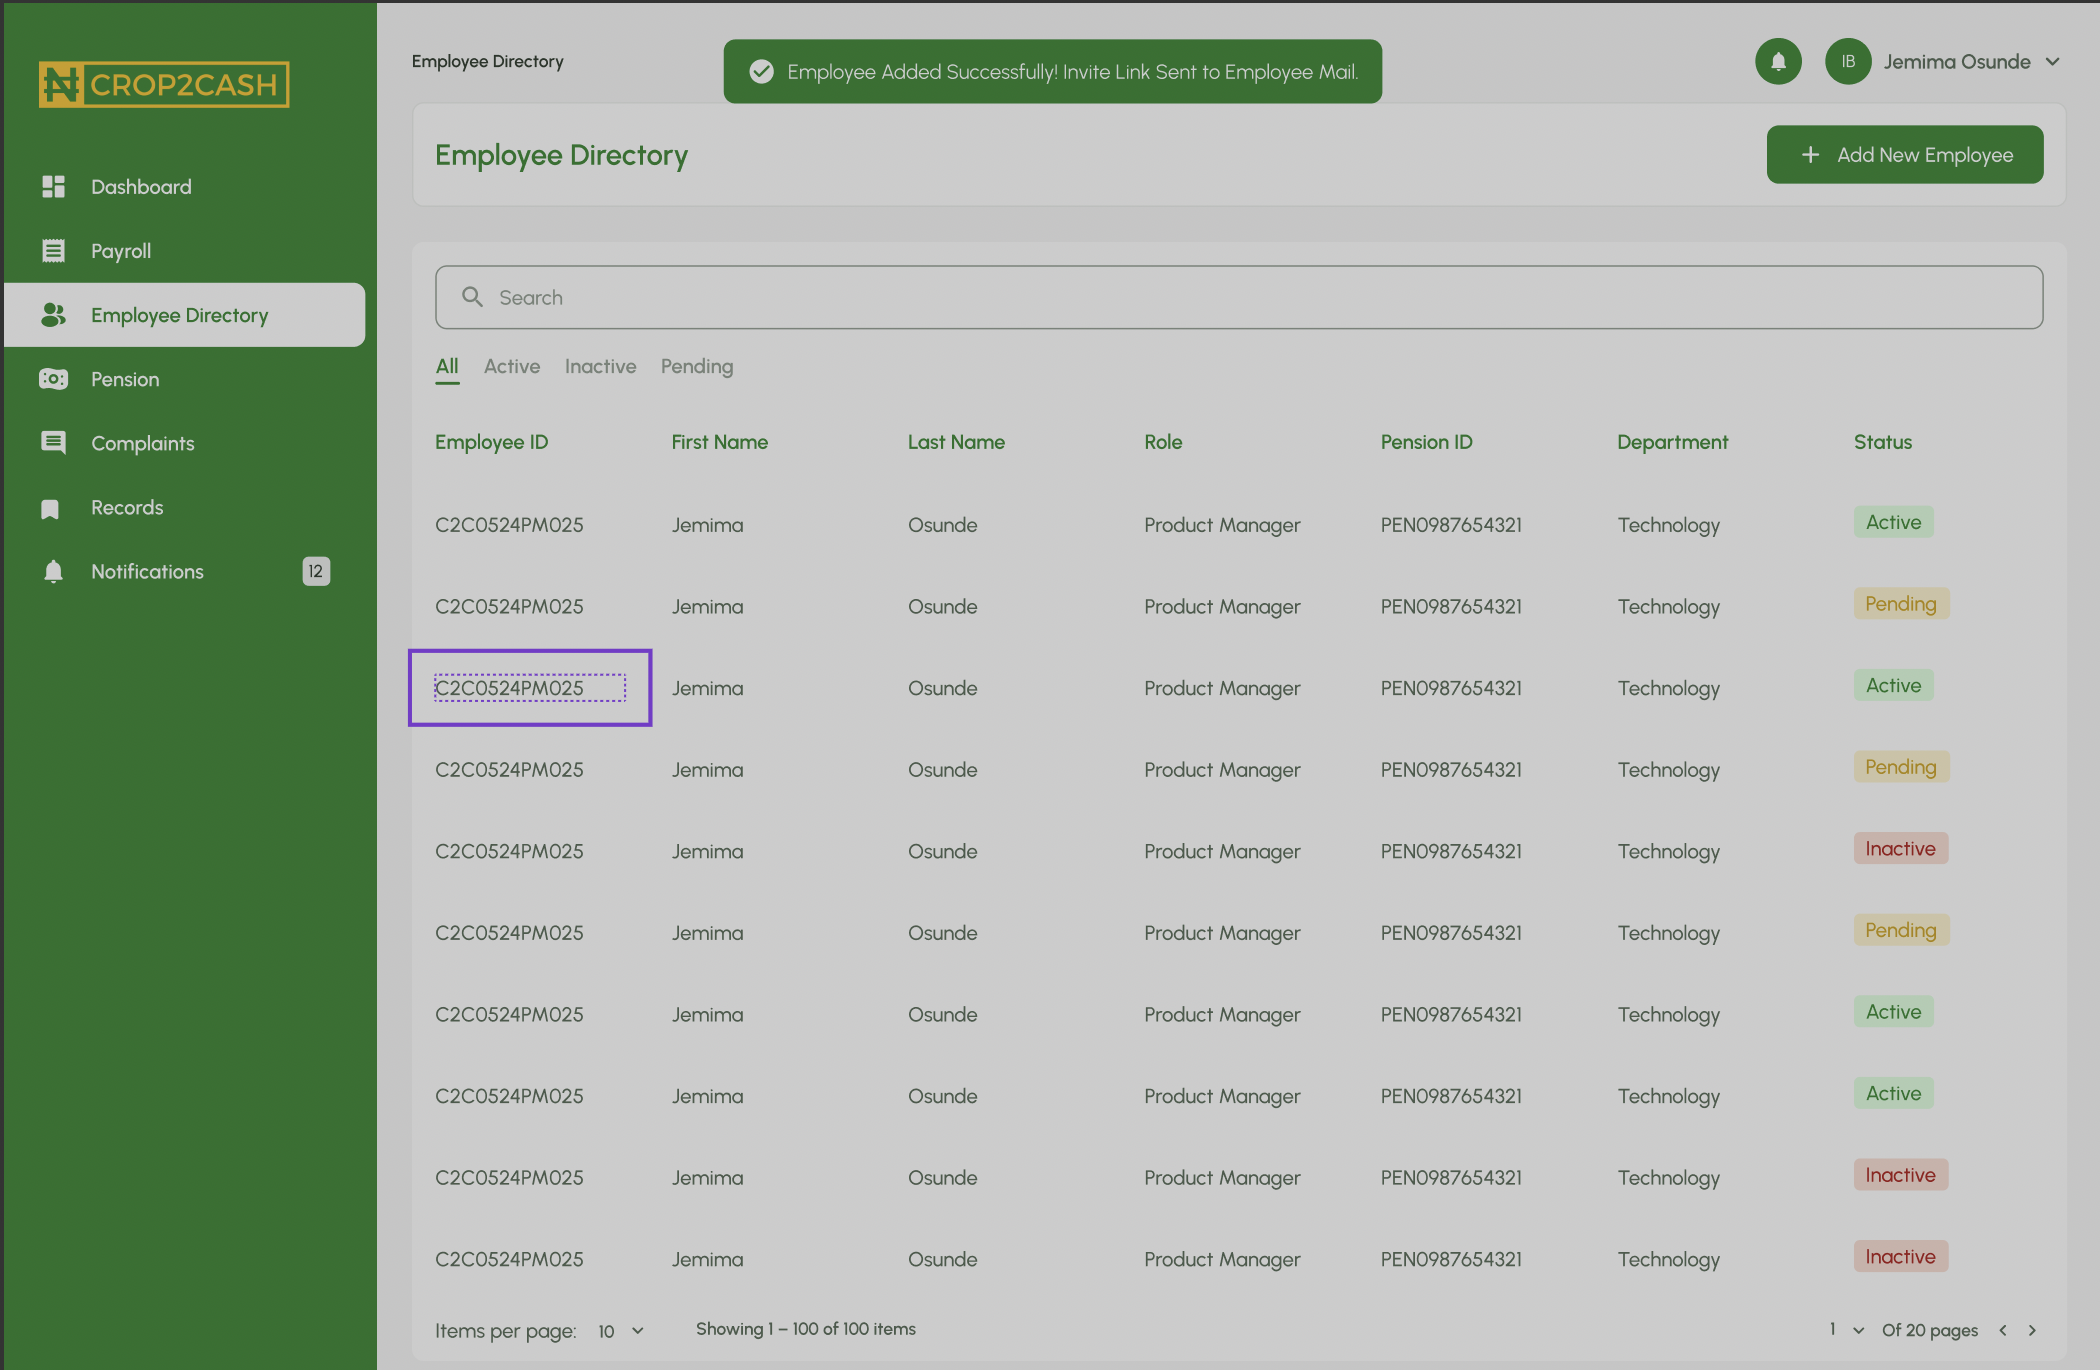 CROP2CASH
Dashboard
Payroll
Employee Directory
Pension
Complaints
Records
Notifications 12
Employee Directory
Employee Added Successfully! Invite Link Sent to Employee Mail.
IB Jemima Osunde
Employee Directory
Add New Employee
Search
All Active Inactive Pending
Employee ID First Name Last Name Role Pension ID Department Status
C2C0524PM025 Jemima Osunde Product Manager PEN0987654321 Technology Active
C2C0524PM025 Jemima Osunde Product Manager PEN0987654321 Technology Pending
C2C0524PM025 Jemima Osunde Product Manager PEN0987654321 Technology Active
C2C0524PM025 Jemima Osunde Product Manager PEN0987654321 Technology Pending
C2C0524PM025 Jemima Osunde Product Manager PEN0987654321 Technology Inactive
C2C0524PM025 Jemima Osunde Product Manager PEN0987654321 Technology Pending
C2C0524PM025 Jemima Osunde Product Manager PEN0987654321 Technology Active
C2C0524PM025 Jemima Osunde Product Manager PEN0987654321 Technology Active
C2C0524PM025 Jemima Osunde Product Manager PEN0987654321 Technology Inactive
C2C0524PM025 Jemima Osunde Product Manager PEN0987654321 Technology Inactive
Items per page: 10 Showing 1 – 100 of 100 items 1 Of 20 pages